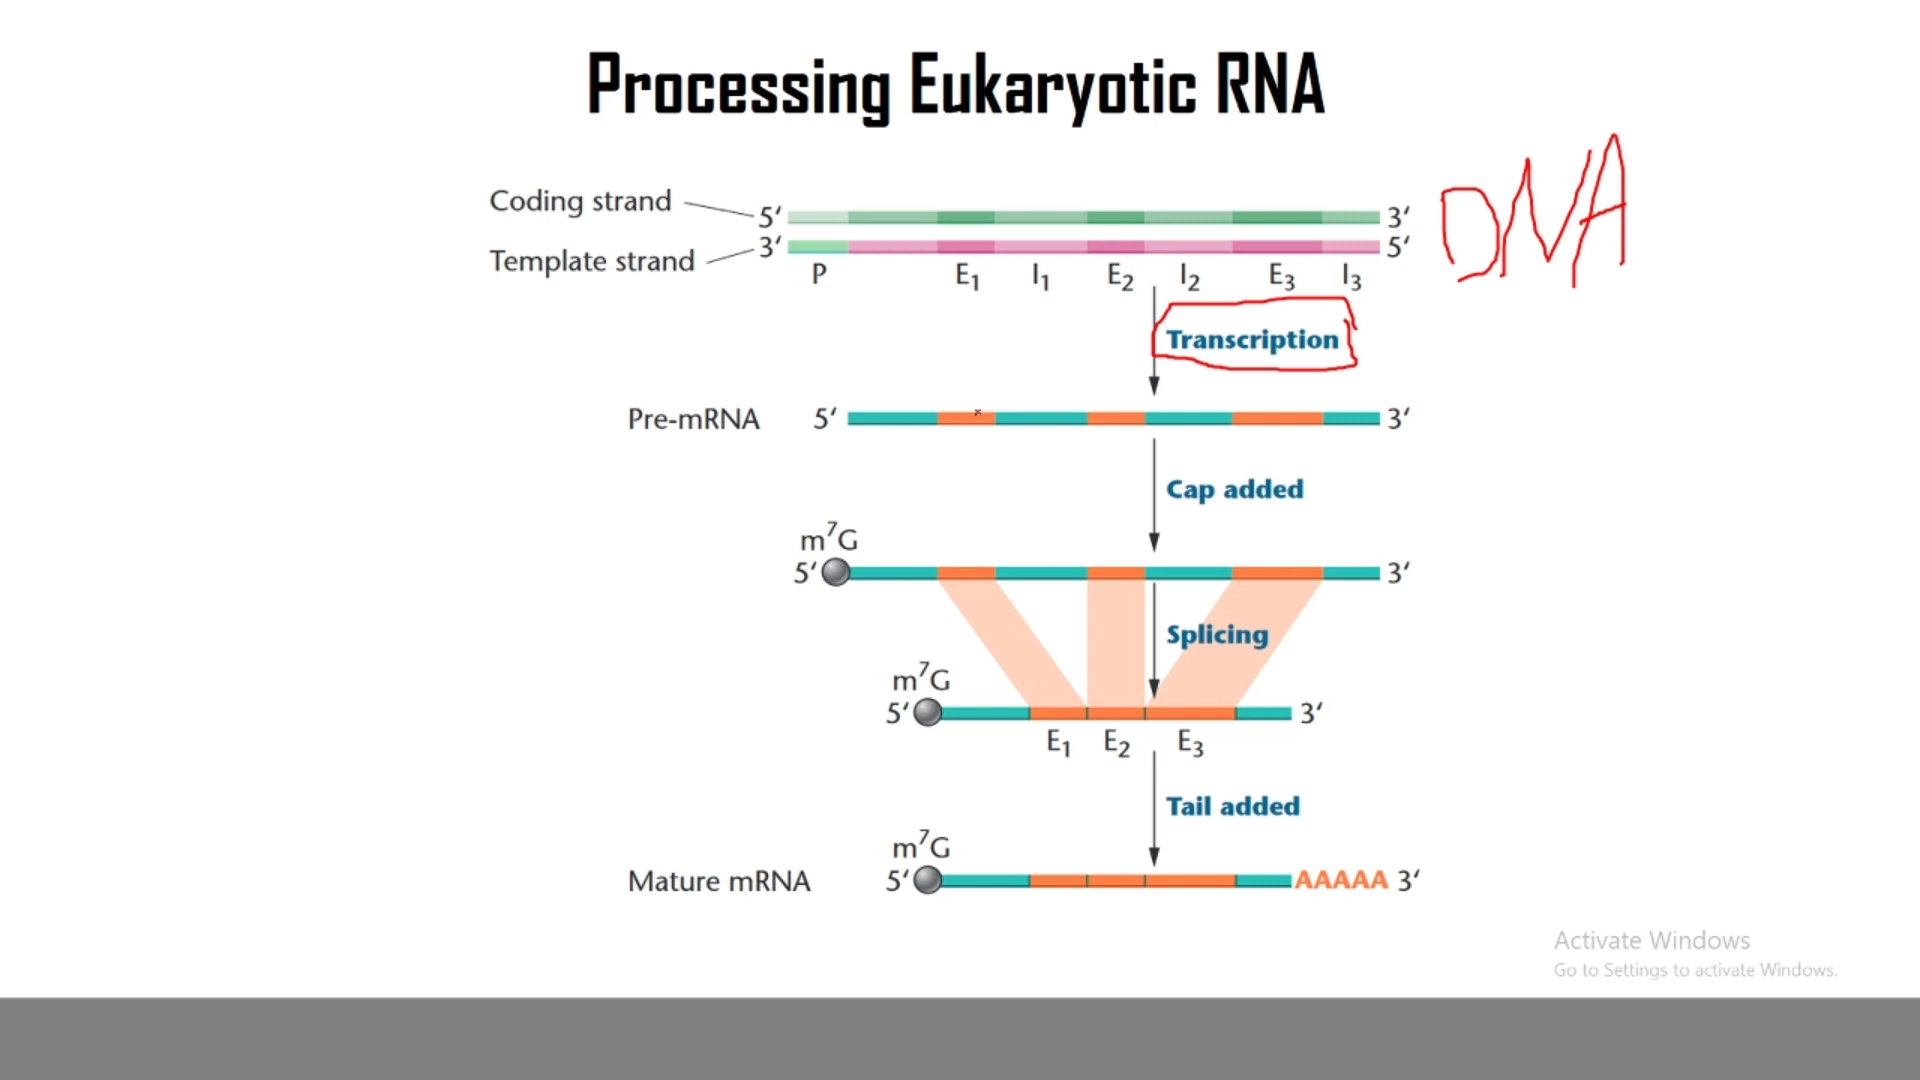 Processing Eukaryotic RNA
DNA
Coding strand 5′ 3′
Template strand 3′ 5′
P E₁ I₁ E₂ I₂ E₃ I₃
Transcription
Pre-mRNA 5′ 3′
Cap added
m⁷G
5′ 3′
Splicing
m⁷G
5′ 3′
E₁ E₂ E₃
Tail added
m⁷G
Mature mRNA 5′ AAAAA 3′
Activate Windows
Go to Settings to activate Windows.